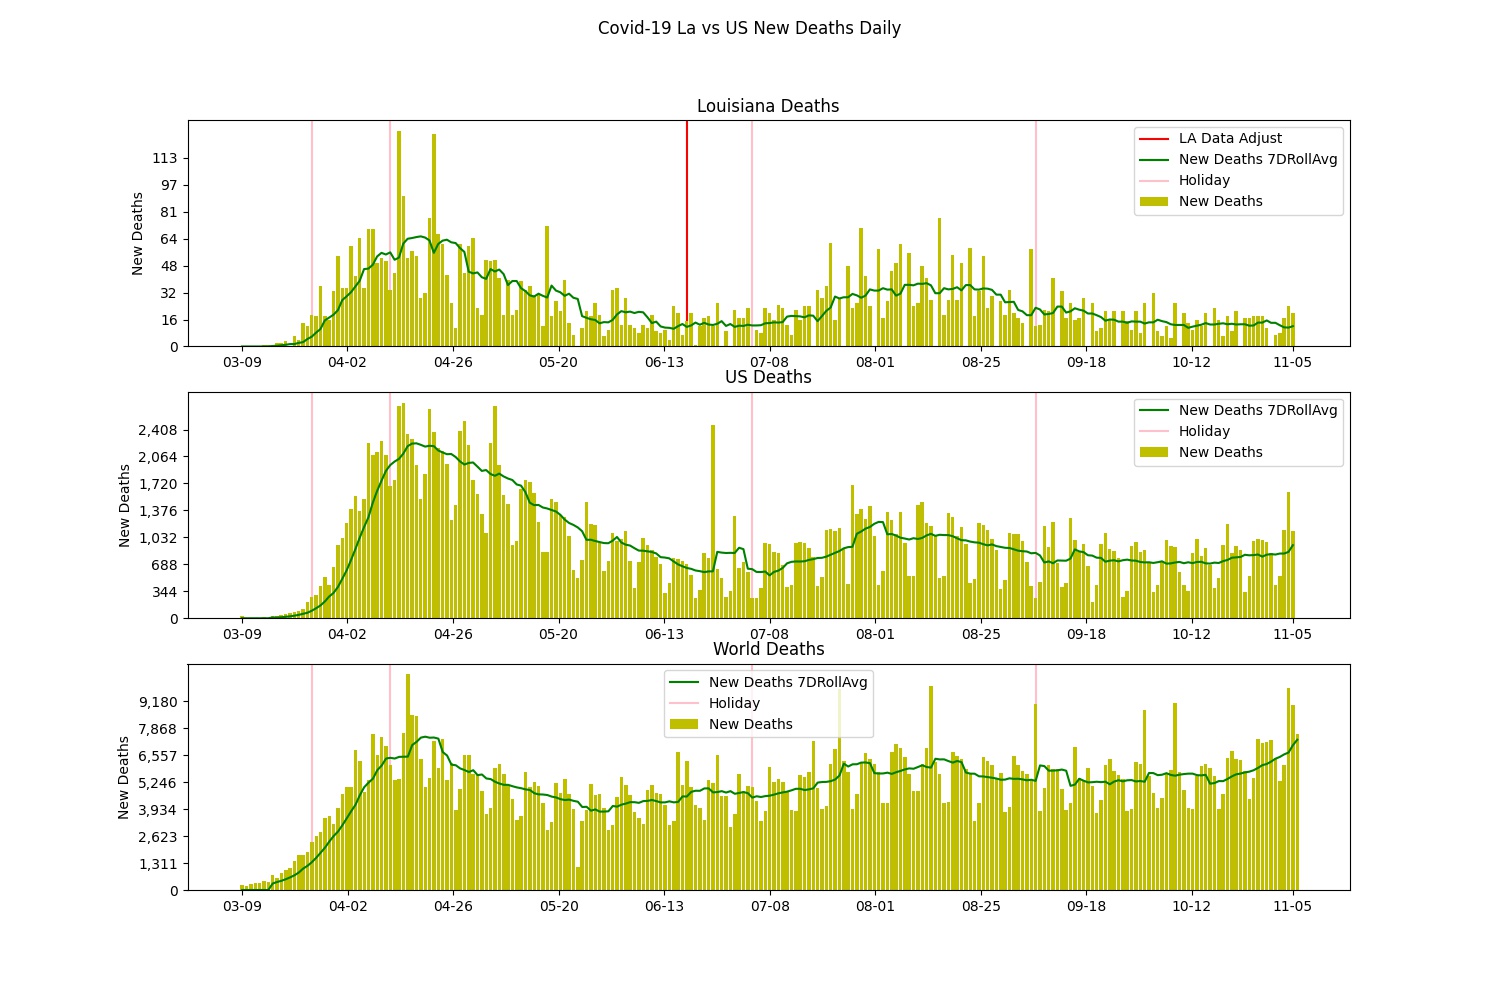 Covid-19 La vs US New Deaths Daily
Louisiana Deaths
New Deaths
113
97
81
64
48
32
16
0
LA Data Adjust
New Deaths 7DRollAvg
Holiday
New Deaths
03-09 04-02 04-26 05-20 06-13 07-08 08-01 08-25 09-18 10-12 11-05
US Deaths
New Deaths
2,408
2,064
1,720
1,376
1,032
688
344
0
New Deaths 7DRollAvg
Holiday
New Deaths
03-09 04-02 04-26 05-20 06-13 07-08 08-01 08-25 09-18 10-12 11-05
World Deaths
New Deaths
9,180
7,868
6,557
5,246
3,934
2,623
1,311
0
New Deaths 7DRollAvg
Holiday
New Deaths
03-09 04-02 04-26 05-20 06-13 07-08 08-01 08-25 09-18 10-12 11-05